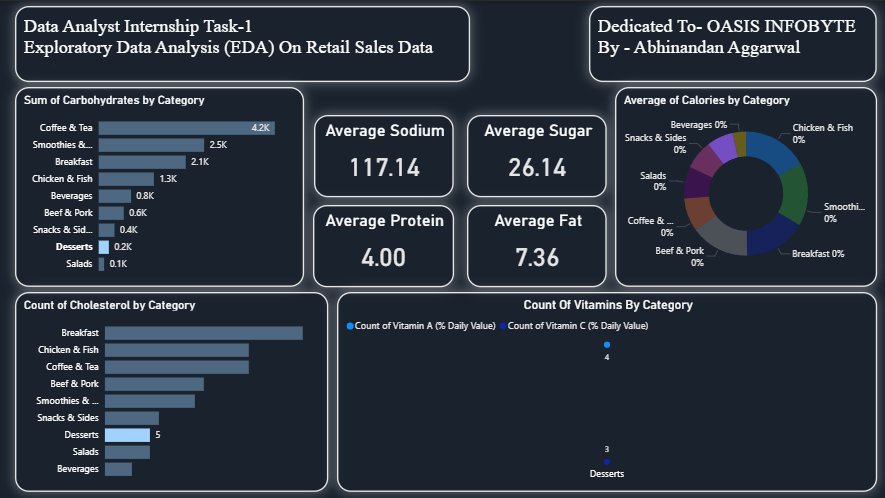 Data Analyst Internship Task-1
Exploratory Data Analysis (EDA) On Retail Sales Data
Dedicated To- OASIS INFOBYTE
By - Abhinandan Aggarwal
Sum of Carbohydrates by Category
Coffee & Tea 4.2K
Smoothies &... 2.5K
Breakfast 2.1K
Chicken & Fish 1.3K
Beverages 0.8K
Beef & Pork 0.6K
Snacks & Sid... 0.4K
Desserts 0.2K
Salads 0.1K
Average Sodium
117.14
Average Sugar
26.14
Average Protein
4.00
Average Fat
7.36
Average of Calories by Category
Beverages 0%
Chicken & Fish
0%
Snacks & Sides
0%
Salads
0%
Smoothi...
0%
Coffee & ...
0%
Beef & Pork
0%
Breakfast 0%
Count of Cholesterol by Category
Breakfast
Chicken & Fish
Coffee & Tea
Beef & Pork
Smoothies & ...
Snacks & Sides
Desserts 5
Salads
Beverages
Count Of Vitamins By Category
Count of Vitamin A (% Daily Value) Count of Vitamin C (% Daily Value)
4
3
Desserts